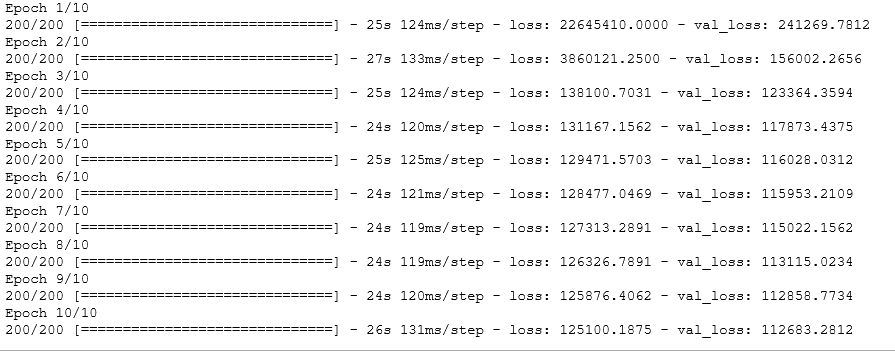 Epoch 1/10
200/200 [==============================] - 25s 124ms/step - loss: 22645410.0000 - val_loss: 241269.7812
Epoch 2/10
200/200 [==============================] - 27s 133ms/step - loss: 3860121.2500 - val_loss: 156002.2656
Epoch 3/10
200/200 [==============================] - 25s 124ms/step - loss: 138100.7031 - val_loss: 123364.3594
Epoch 4/10
200/200 [==============================] - 24s 120ms/step - loss: 131167.1562 - val_loss: 117873.4375
Epoch 5/10
200/200 [==============================] - 25s 125ms/step - loss: 129471.5703 - val_loss: 116028.0312
Epoch 6/10
200/200 [==============================] - 24s 121ms/step - loss: 128477.0469 - val_loss: 115953.2109
Epoch 7/10
200/200 [==============================] - 24s 119ms/step - loss: 127313.2891 - val_loss: 115022.1562
Epoch 8/10
200/200 [==============================] - 24s 119ms/step - loss: 126326.7891 - val_loss: 113115.0234
Epoch 9/10
200/200 [==============================] - 24s 120ms/step - loss: 125876.4062 - val_loss: 112858.7734
Epoch 10/10
200/200 [==============================] - 26s 131ms/step - loss: 125100.1875 - val_loss: 112683.2812